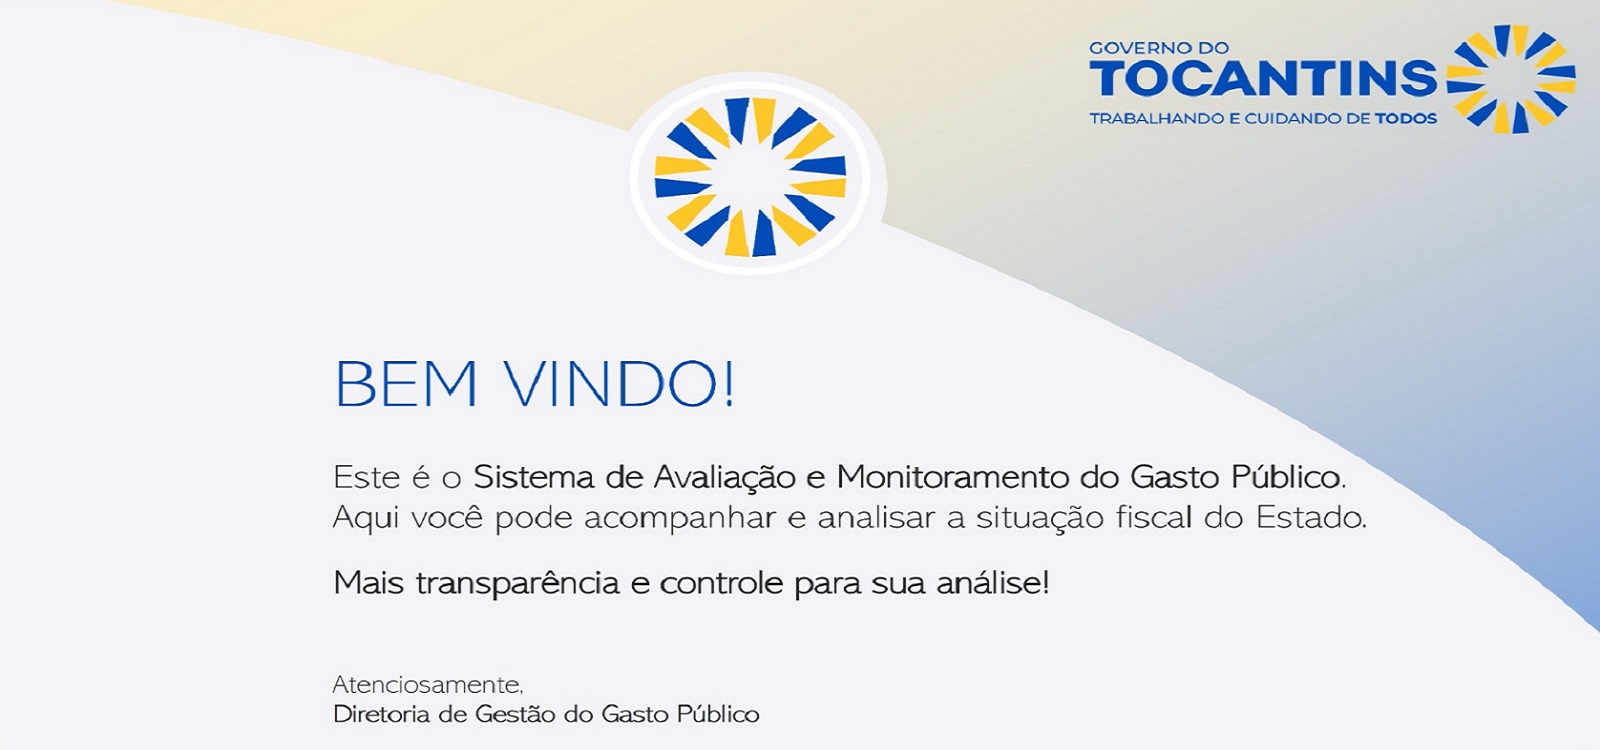 GOVERNO DO
TOCANTINS
TRABALHANDO E CUIDANDO DE TODOS
BEM VINDO!
Este é o Sistema de Avaliação e Monitoramento do Gasto Público.
Aqui você pode acompanhar e analisar a situação fiscal do Estado.
Mais transparência e controle para sua análise!
Atenciosamente,
Diretoria de Gestão do Gasto Público